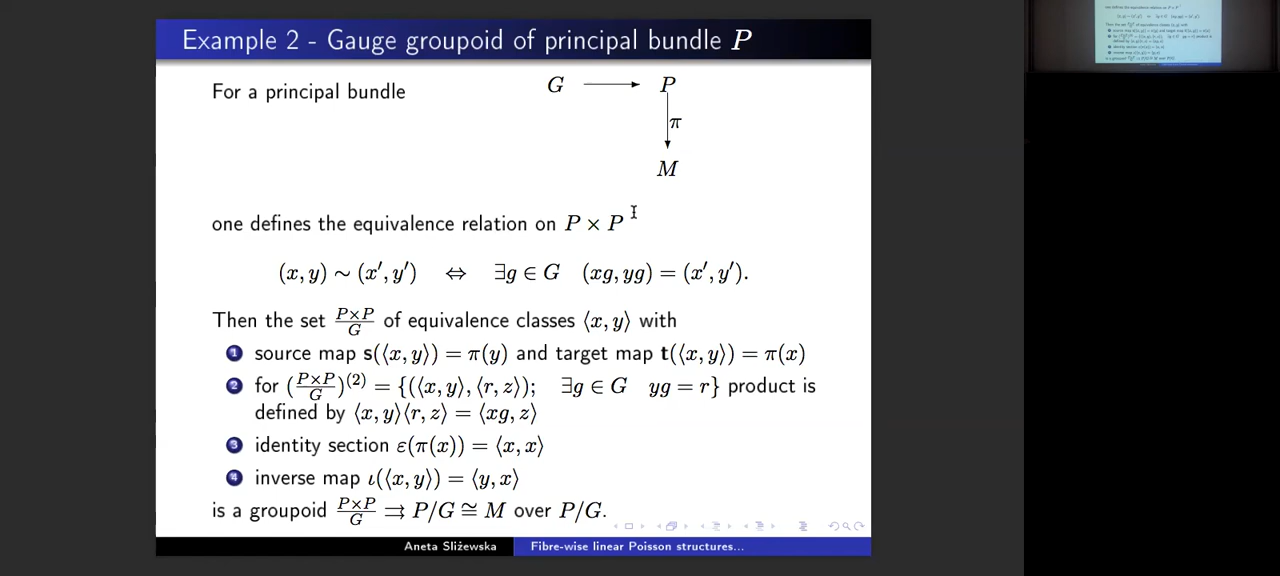 Example 2 - Gauge groupoid of principal bundle P
For a principal bundle G ⟶ P
π
M
one defines the equivalence relation on P × P
(x, y) ∼ (x′, y′) ⇔ ∃g ∈ G (xg, yg) = (x′, y′).
Then the set P×P/G of equivalence classes ⟨x, y⟩ with
1 source map s(⟨x, y⟩) = π(y) and target map t(⟨x, y⟩) = π(x)
2 for (P×P/G)^(2) = {(⟨x, y⟩, ⟨r, z⟩); ∃g ∈ G yg = r} product is
defined by ⟨x, y⟩⟨r, z⟩ = ⟨xg, z⟩
3 identity section ε(π(x)) = ⟨x, x⟩
4 inverse map ι(⟨x, y⟩) = ⟨y, x⟩
is a groupoid P×P/G ⇉ P/G ≅ M over P/G.
Aneta Sliżewska Fibre-wise linear Poisson structures...